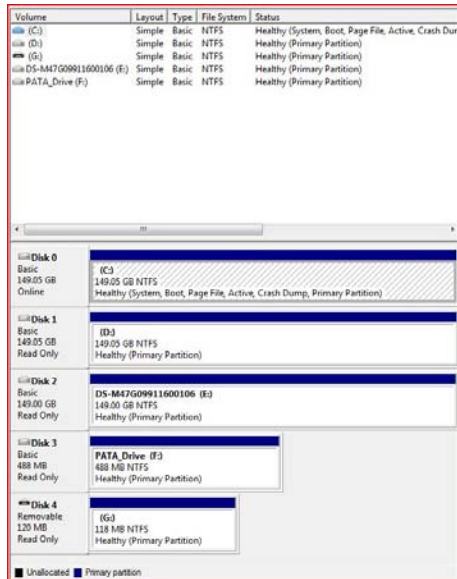 Volume Layout Type File System Status
(C:) Simple Basic NTFS Healthy (System, Boot, Page File, Active, Crash Dur
(D:) Simple Basic NTFS Healthy (Primary Partition)
(G:) Simple Basic NTFS Healthy (Primary Partition)
DS-M47G09911600106 (E:) Simple Basic NTFS Healthy (Primary Partition)
PATA_Drive (F:) Simple Basic NTFS Healthy (Primary Partition)
Disk 0
Basic
149.05 GB
Online
(C:)
149.05 GB NTFS
Healthy (System, Boot, Page File, Active, Crash Dump, Primary Partition)
Disk 1
Basic
149.05 GB
Read Only
(D:)
149.05 GB NTFS
Healthy (Primary Partition)
Disk 2
Basic
149.00 GB
Read Only
DS-M47G09911600106 (E:)
149.00 GB NTFS
Healthy (Primary Partition)
Disk 3
Basic
488 MB
Read Only
PATA_Drive (F:)
488 MB NTFS
Healthy (Primary Partition)
Disk 4
Removable
120 MB
Read Only
(G:)
118 MB NTFS
Healthy (Primary Partition)
Unallocated Primary partition